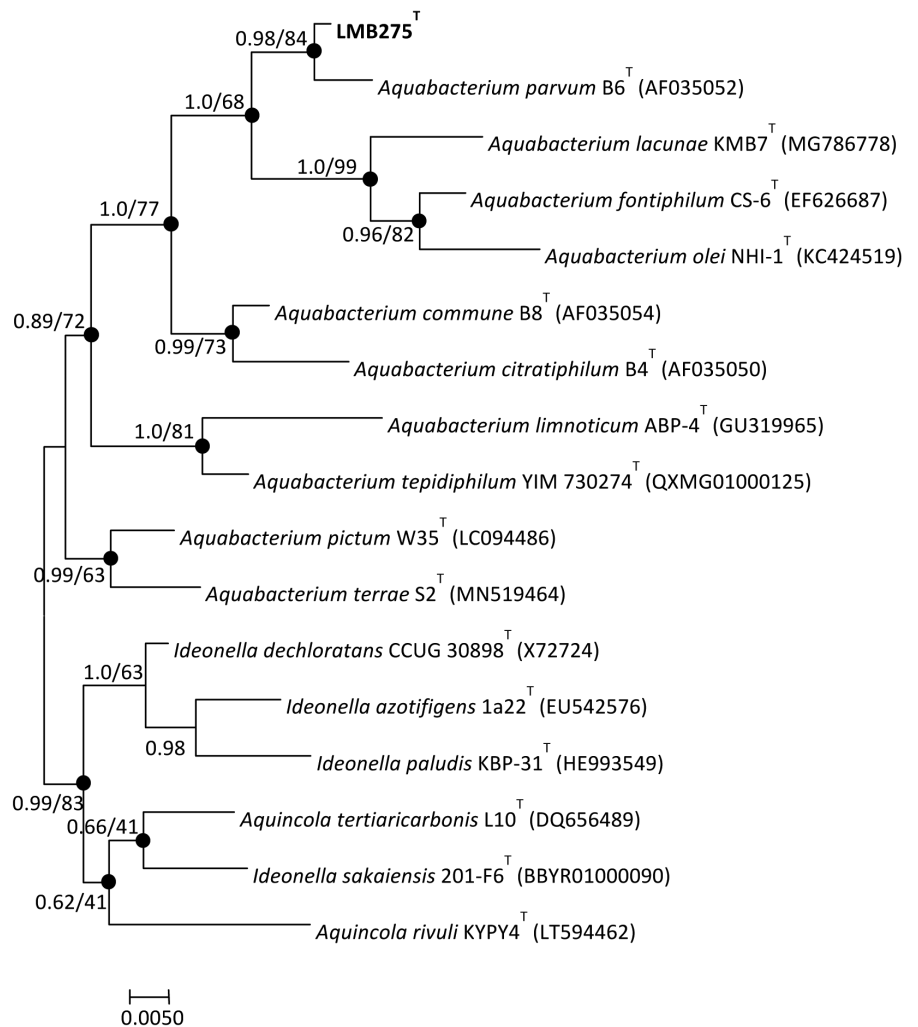 LMB275T
0.98/84
Aquabacterium parvum B6T (AF035052)
1.0/68
Aquabacterium lacunae KMB7T (MG786778)
1.0/99
Aquabacterium fontiphilum CS-6T (EF626687)
1.0/77
0.96/82
Aquabacterium olei NHI-1T (KC424519)
Aquabacterium commune B8T (AF035054)
0.89/72
0.99/73
Aquabacterium citratiphilum B4T (AF035050)
Aquabacterium limnoticum ABP-4T (GU319965)
1.0/81
Aquabacterium tepidiphilum YIM 730274T (QXMG01000125)
Aquabacterium pictum W35T (LC094486)
0.99/63
Aquabacterium terrae S2T (MN519464)
Ideonella dechloratans CCUG 30898T (X72724)
1.0/63
Ideonella azotifigens 1a22T (EU542576)
0.98
Ideonella paludis KBP-31T (HE993549)
0.99/83
Aquincola tertiaricarbonis L10T (DQ656489)
0.66/41
Ideonella sakaiensis 201-F6T (BBYR01000090)
0.62/41
Aquincola rivuli KYPY4T (LT594462)
0.0050